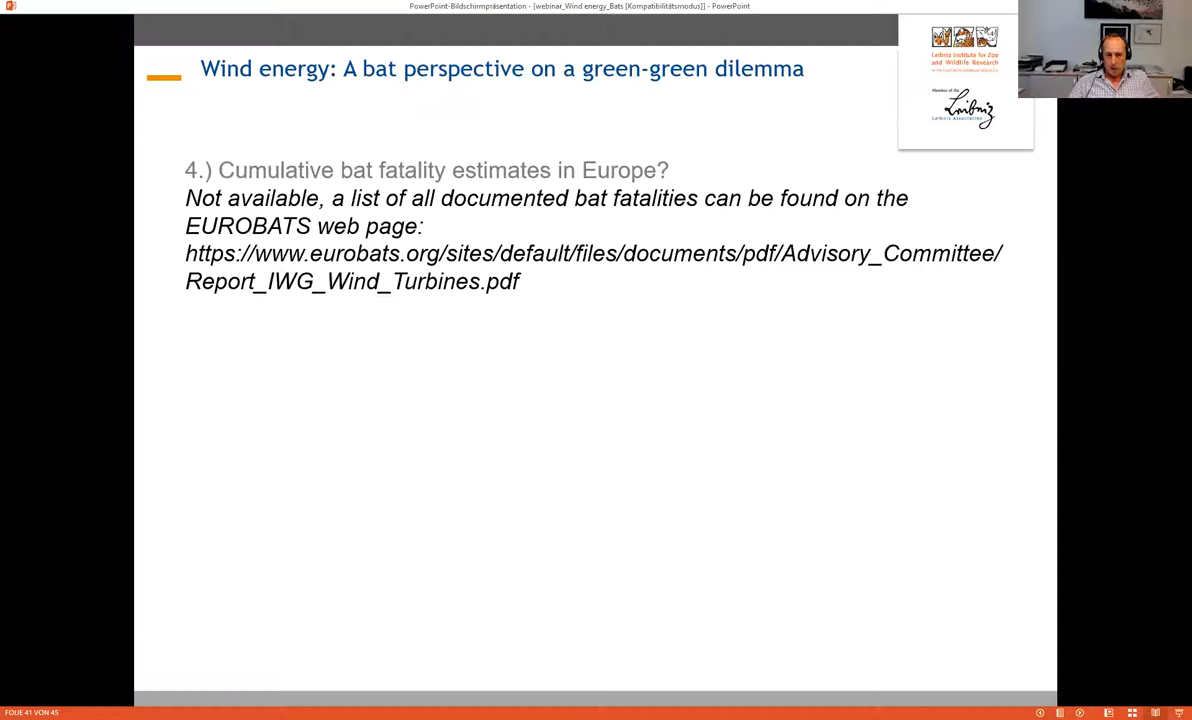 PowerPoint-Bildschirmpräsentation - [webinar_Wind energy_Bats [Kompatibilitätsmodus]] - PowerPoint
Wind energy: A bat perspective on a green-green dilemma
Leibniz Institute for Zoo
and Wildlife Research
Member of the
Leibniz
Leibniz Association
4.) Cumulative bat fatality estimates in Europe?
Not available, a list of all documented bat fatalities can be found on the
EUROBATS web page:
https://www.eurobats.org/sites/default/files/documents/pdf/Advisory_Committee/
Report_IWG_Wind_Turbines.pdf
FOLIE 41 VON 45